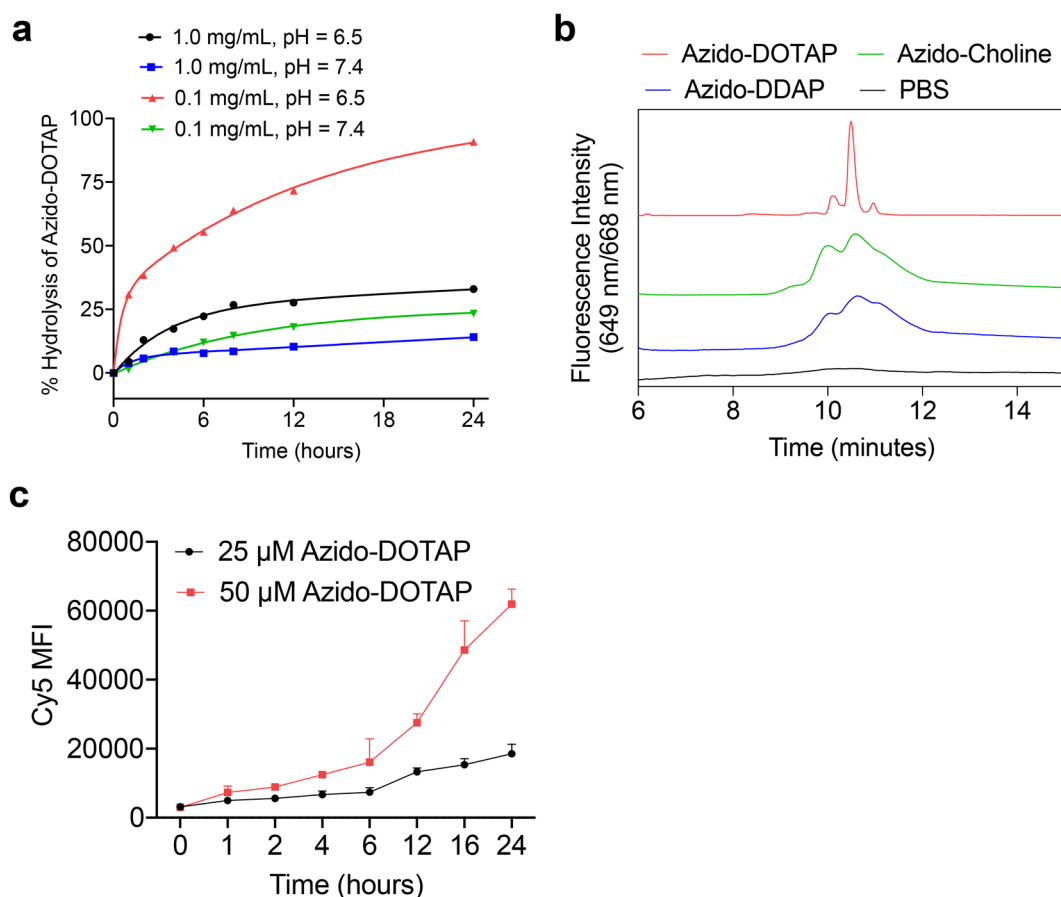 a
1.0 mg/mL, pH = 6.5
1.0 mg/mL, pH = 7.4
0.1 mg/mL, pH = 6.5
0.1 mg/mL, pH = 7.4
% Hydrolysis of Azido-DOTAP
100
75
50
25
0
0
6
12
18
24
Time (hours)
b
Azido-DOTAP
Azido-Choline
Azido-DDAP
PBS
Fluorescence Intensity
(649 nm/668 nm)
6
8
10
12
14
Time (minutes)
c
25 µM Azido-DOTAP
50 µM Azido-DOTAP
Cy5 MFI
80000
60000
40000
20000
0
0
1
2
4
6
12
16
24
Time (hours)